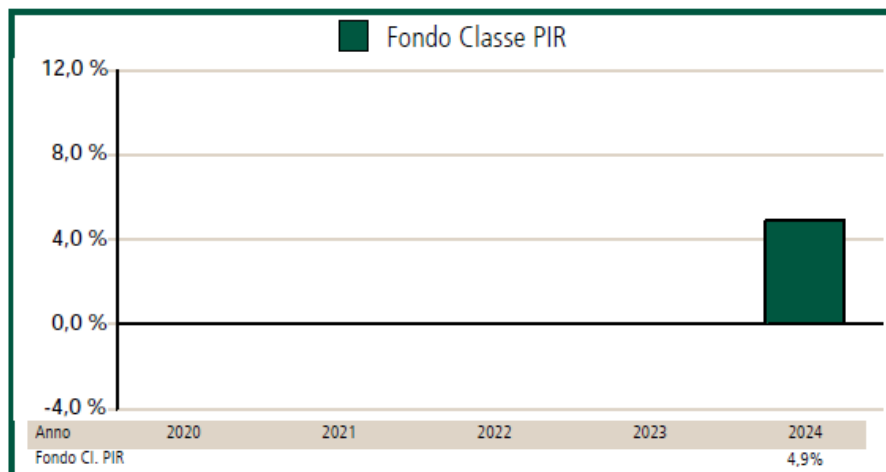 Fondo Classe PIR
12,0 %
8,0 %
4,0 %
0,0 %
-4,0 %
Anno 2020 2021 2022 2023 2024
Fondo Cl. PIR 4,9%